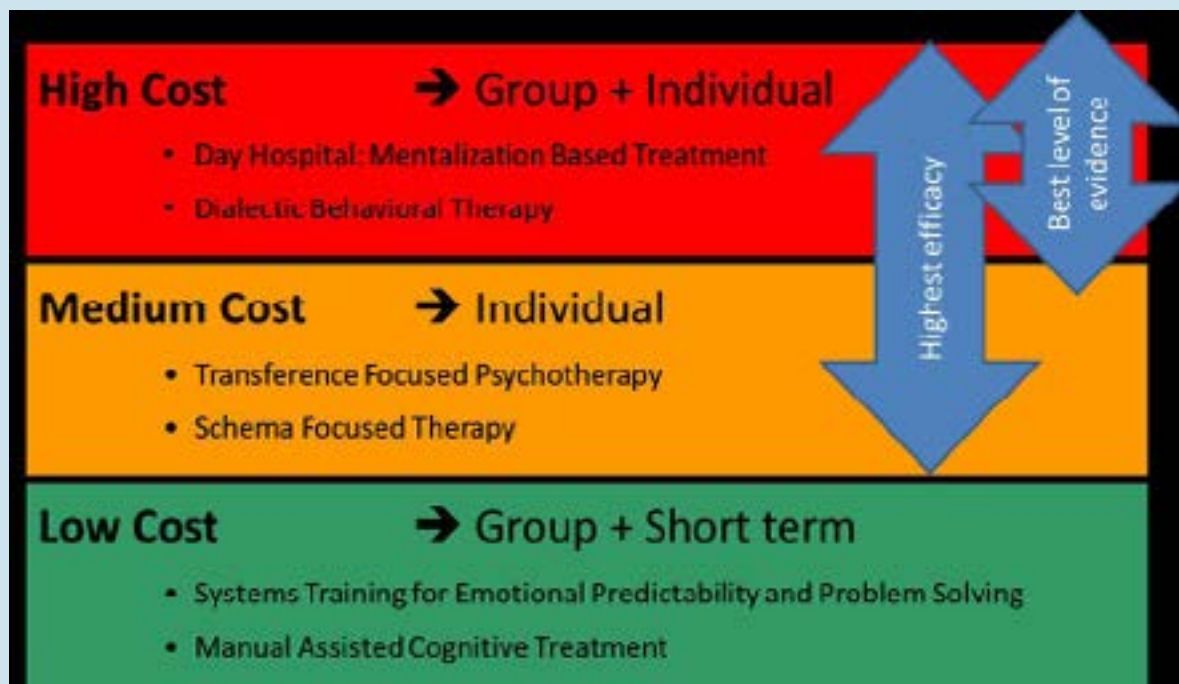 High Cost → Group + Individual
• Day Hospital: Mentalization Based Treatment
• Dialectic Behavioral Therapy
Medium Cost → Individual
• Transference Focused Psychotherapy
• Schema Focused Therapy
Low Cost → Group + Short term
• Systems Training for Emotional Predictability and Problem Solving
• Manual Assisted Cognitive Treatment
Highest efficacy
Best level of
evidence